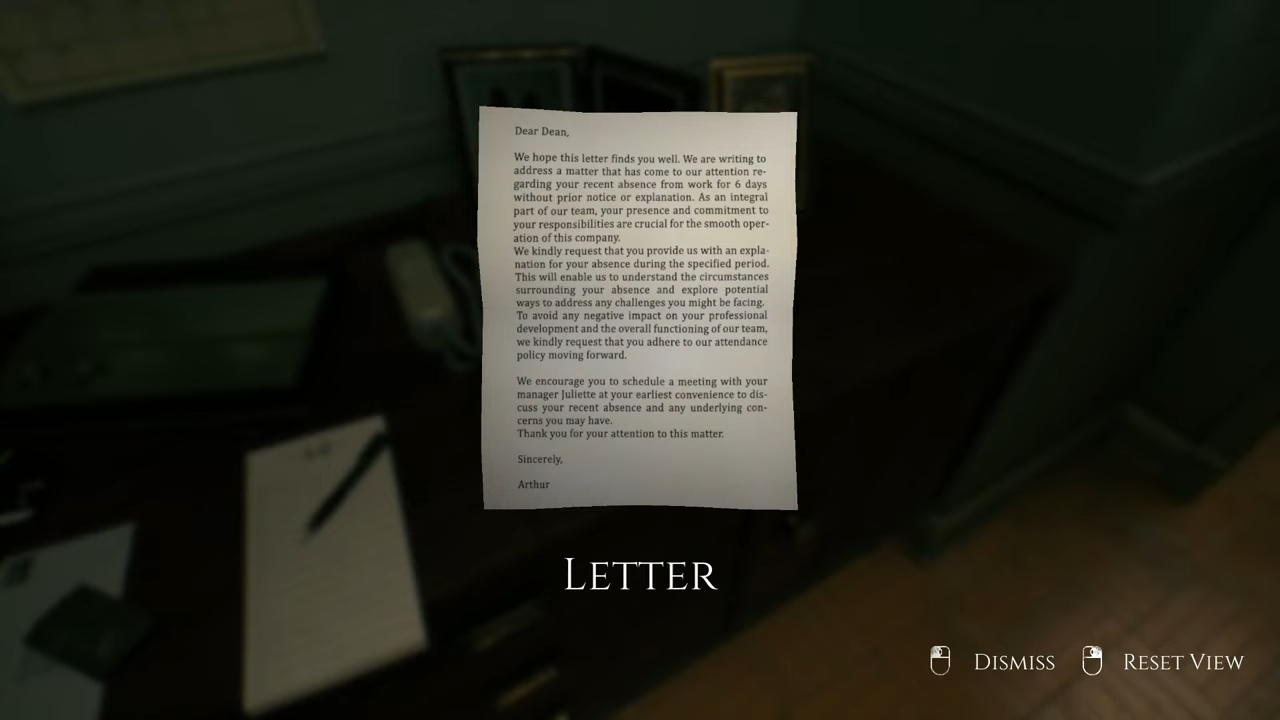 Dear Dean,
We hope this letter finds you well. We are writing to
address a matter that has come to our attention re-
garding your recent absence from work for 6 days
without prior notice or explanation. As an integral
part of our team, your presence and commitment to
your responsibilities are crucial for the smooth oper-
ation of this company.
We kindly request that you provide us with an expla-
nation for your absence during the specified period.
This will enable us to understand the circumstances
surrounding your absence and explore potential
ways to address any challenges you might be facing.
To avoid any negative impact on your professional
development and the overall functioning of our team,
we kindly request that you adhere to our attendance
policy moving forward.
We encourage you to schedule a meeting with your
manager Juliette at your earliest convenience to dis-
cuss your recent absence and any underlying con-
cerns you may have.
Thank you for your attention to this matter.
Sincerely,
Arthur
LETTER
DISMISS RESET VIEW